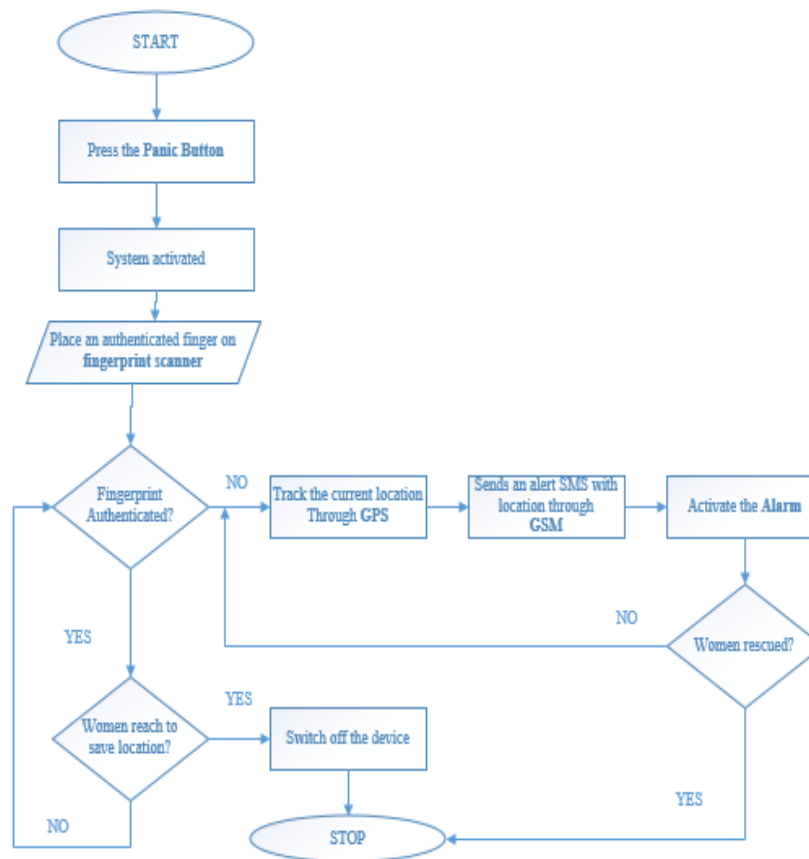 START
Press the Panic Button
System activated
Place an authenticated finger on
fingerprint scanner
Fingerprint
Authenticated?
NO
Track the current location
Through GPS
Sends an alert SMS with
location through
GSM
Activate the Alarm
Women rescued?
NO
YES
YES
Women reach to
save location?
YES
Switch off the device
NO
STOP